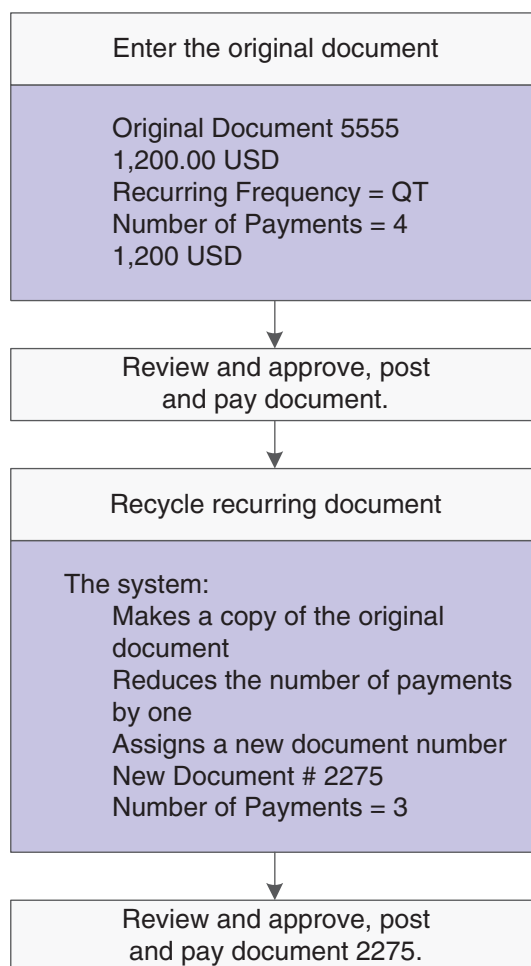 Enter the original document
Original Document 5555
1,200.00 USD
Recurring Frequency = QT
Number of Payments = 4
1,200 USD
Review and approve, post
and pay document.
Recycle recurring document
The system:
Makes a copy of the original
document
Reduces the number of payments
by one
Assigns a new document number
New Document # 2275
Number of Payments = 3
Review and approve, post
and pay document 2275.